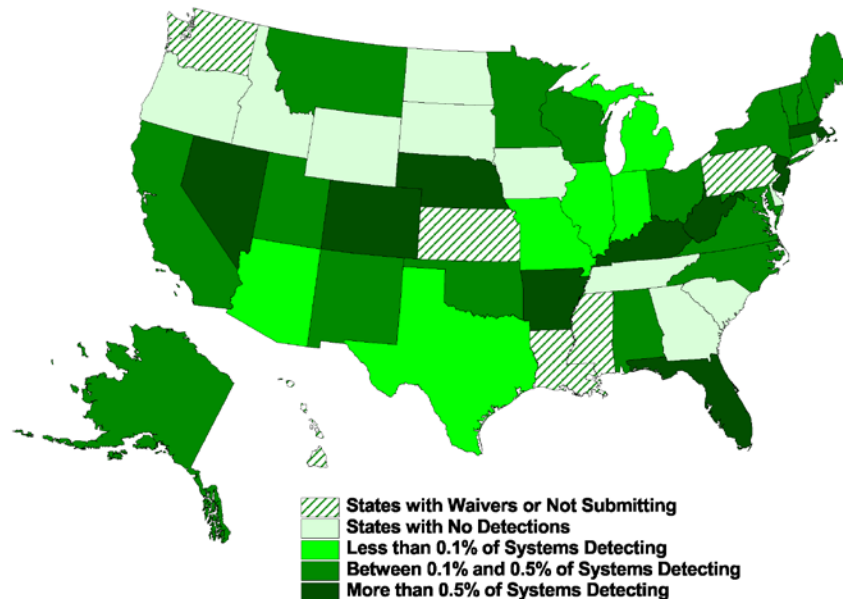 States with Waivers or Not Submitting
States with No Detections
Less than 0.1% of Systems Detecting
Between 0.1% and 0.5% of Systems Detecting
More than 0.5% of Systems Detecting